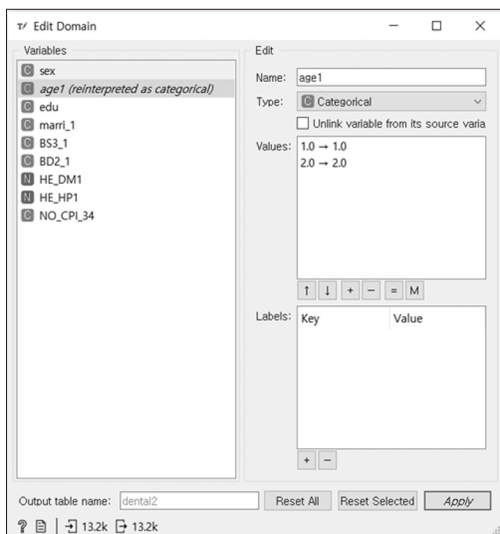 Edit Domain
Variables
C sex
C age1 (reinterpreted as categorical)
C edu
C marri_1
C BS3_1
C BD2_1
N HE_DM1
N HE_HP1
C NO_CPI_34
Edit
Name: age1
Type: C Categorical
Unlink variable from its source varia
Values: 1.0 → 1.0
2.0 → 2.0
↑ ↓ + − = M
Labels: Key Value
+ −
Output table name: dental2 Reset All Reset Selected Apply
? 13.2k 13.2k